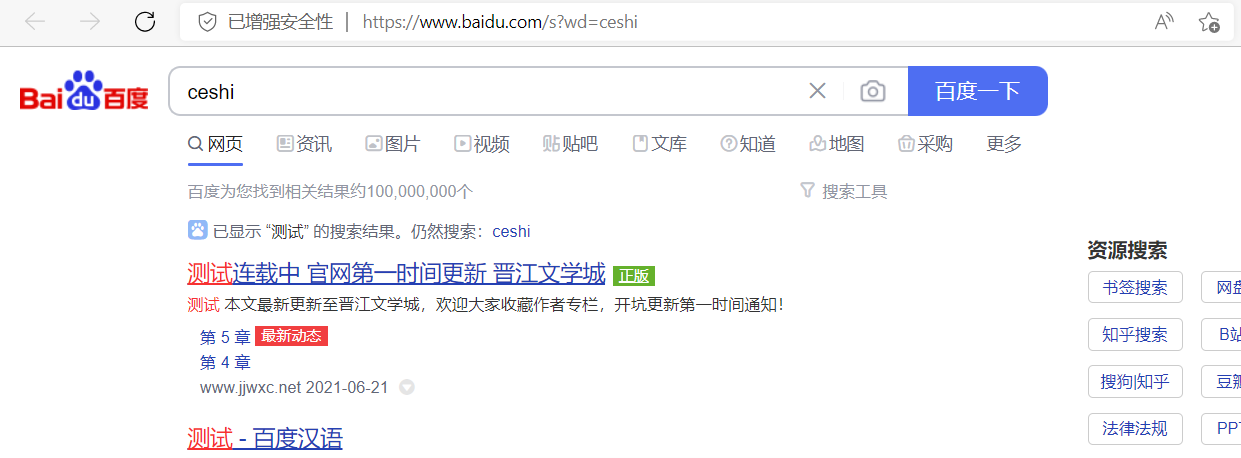 已增强安全性 | https://www.baidu.com/s?wd=ceshi
Bai du 百度
ceshi
百度一下
网页 资讯 图片 视频 贴吧 文库 知道 地图 采购 更多
百度为您找到相关结果约100,000,000个 搜索工具
已显示 “测试” 的搜索结果。仍然搜索：ceshi
测试连载中 官网第一时间更新 晋江文学城 正版
测试 本文最新更新至晋江文学城，欢迎大家收藏作者专栏，开坑更新第一时间通知！
第 5 章 最新动态
第 4 章
www.jjwxc.net 2021-06-21
测试 - 百度汉语
资源搜索
书签搜索 网盘
知乎搜索 B站
搜狗|知乎 豆瓣
法律法规 PPT